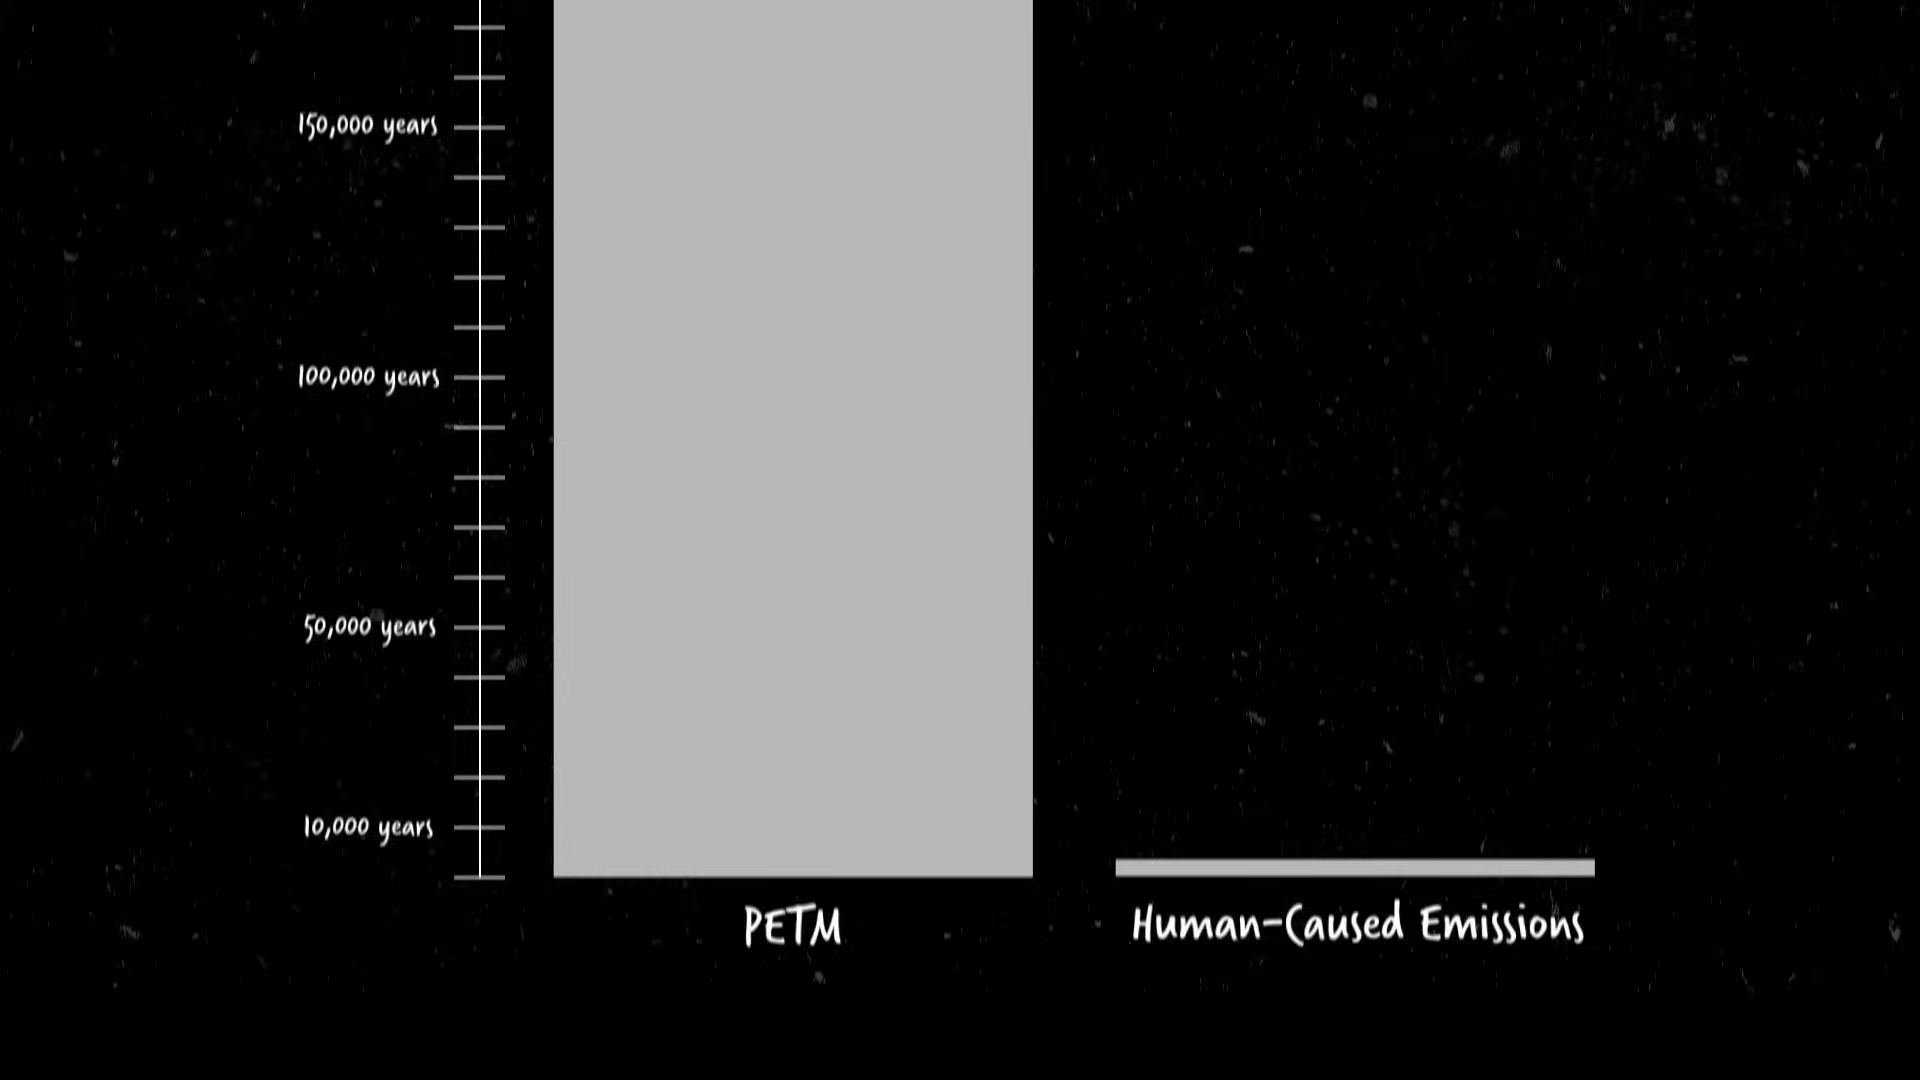 150,000 years
100,000 years
50,000 years
10,000 years
PETM
Human-Caused Emissions